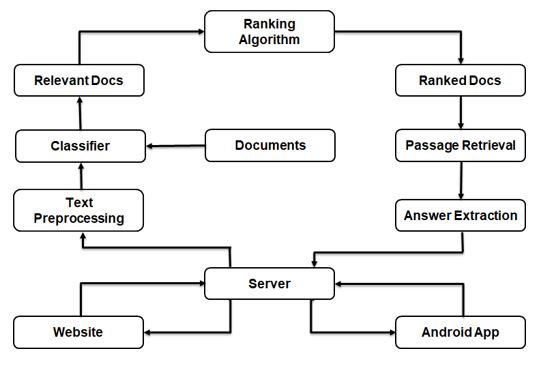 Ranking
Algorithm
Relevant Docs
Ranked Docs
Classifier
Documents
Passage Retrieval
Text
Preprocessing
Answer Extraction
Server
Website
Android App